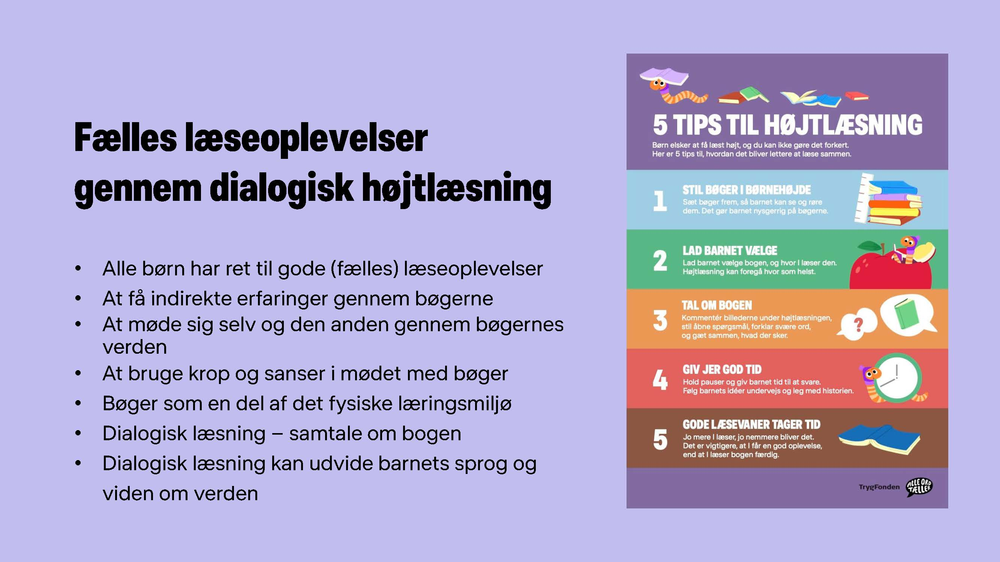 Fælles læseoplevelser
gennem dialogisk højtlæsning
• Alle børn har ret til gode (fælles) læseoplevelser
• At få indirekte erfaringer gennem bøgerne
• At møde sig selv og den anden gennem bøgernes
verden
• At bruge krop og sanser i mødet med bøger
• Bøger som en del af det fysiske læringsmiljø
• Dialogisk læsning – samtale om bogen
• Dialogisk læsning kan udvide barnets sprog og
viden om verden
5 TIPS TIL HØJTLÆSNING
Børn elsker at få læst højt, og du kan ikke gøre det forkert.
Her er 5 tips til, hvordan det bliver lettere at læse sammen.
1
STIL BØGER I BØRNEHØJDE
Sæt bøger frem, så barnet kan se og røre
dem. Det gør barnet nysgerrig på bøgerne.
2
LAD BARNET VÆLGE
Lad barnet vælge bogen, og hvor I læser den.
Højtlæsning kan foregå hvor som helst.
3
TAL OM BOGEN
Kommentér billederne under højtlæsningen,
stil åbne spørgsmål, forklar svære ord,
og gæt sammen, hvad der sker.
?
4
GIV JER GOD TID
Hold pauser og giv barnet tid til at svare.
Følg barnets idéer undervejs og leg med historien.
5
GODE LÆSEVANER TAGER TID
Jo mere I læser, jo nemmere bliver det.
Det er vigtigere, at I får en god oplevelse,
end at I læser bogen færdig.
TrygFonden
ALLE ORD
TÆLLER